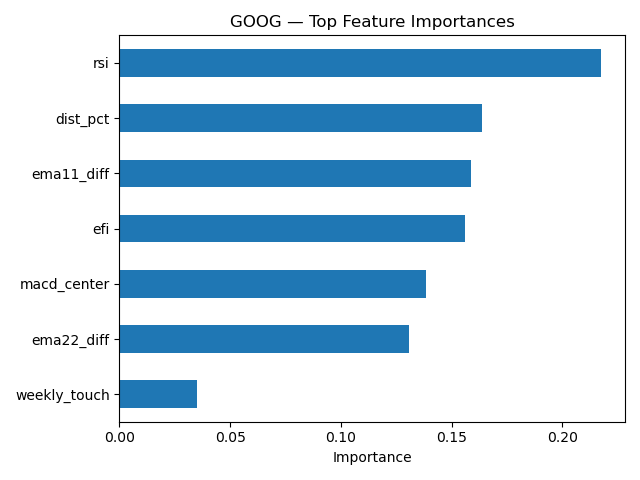 GOOG — Top Feature Importances
rsi
dist_pct
ema11_diff
efi
macd_center
ema22_diff
weekly_touch
0.00 0.05 0.10 0.15 0.20
Importance